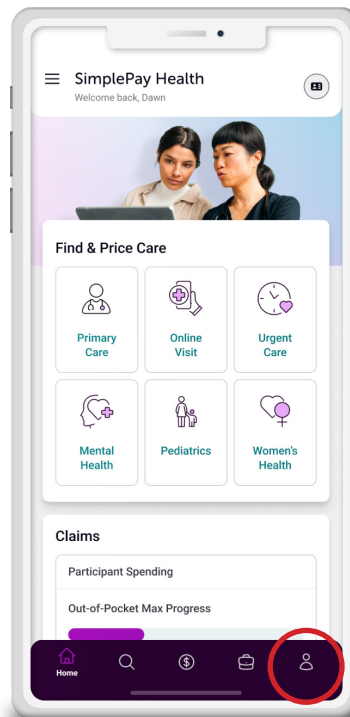 SimplePay Health
Welcome back, Dawn
Find & Price Care
Primary
Care
Online
Visit
Urgent
Care
Mental
Health
Pediatrics
Women's
Health
Claims
Participant Spending
Out-of-Pocket Max Progress
Home